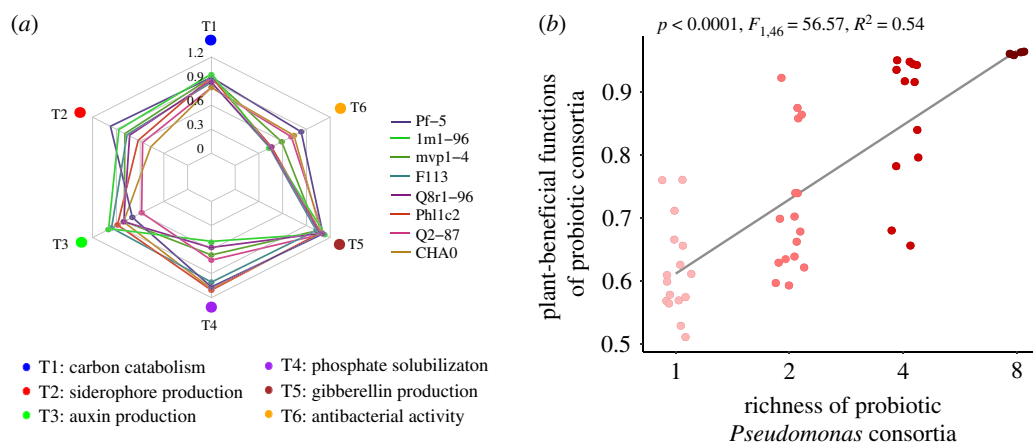 (a)
T1
1.2
0.9
0.6
0.3
0
T2
T6
T3
T5
T4
Pf-5
1m1-96
mvp1-4
F113
Q8r1-96
Phl1c2
Q2-87
CHA0
T1: carbon catabolism
T2: siderophore production
T3: auxin production
T4: phosphate solubilizaton
T5: gibberellin production
T6: antibacterial activity
(b)
p < 0.0001, F1,46 = 56.57, R² = 0.54
plant-beneficial functions
of probiotic consortia
0.9
0.8
0.7
0.6
0.5
1
2
4
8
richness of probiotic
Pseudomonas consortia